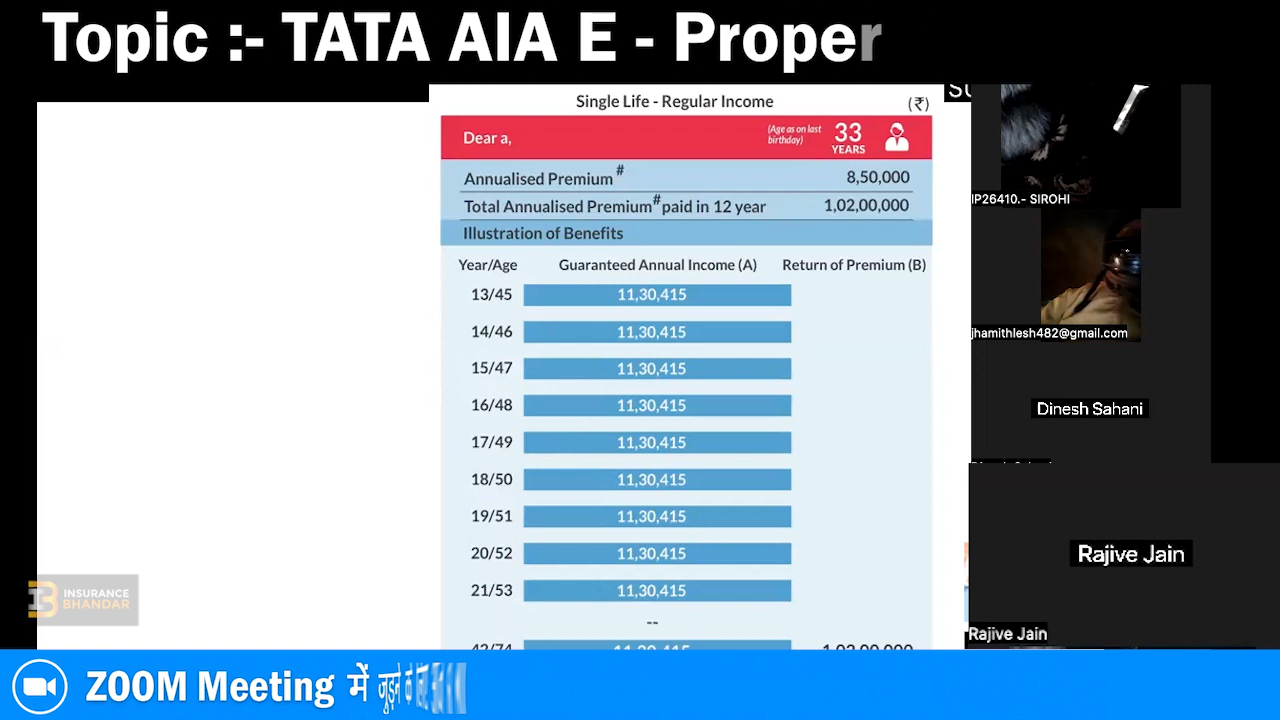 Topic :- TATA AIA E - Proper
Single Life - Regular Income (₹)
Dear a, (Age as on last birthday) 33 YEARS
Annualised Premium # 8,50,000
Total Annualised Premium# paid in 12 year 1,02,00,000
Illustration of Benefits
Year/Age Guaranteed Annual Income (A) Return of Premium (B)
13/45 11,30,415
14/46 11,30,415
15/47 11,30,415
16/48 11,30,415
17/49 11,30,415
18/50 11,30,415
19/51 11,30,415
20/52 11,30,415
21/53 11,30,415
--
IP26410.- SIROHI
jhamithlesh482@gmail.com
Dinesh Sahani
Rajive Jain
Rajive Jain
INSURANCE
BHANDAR
ZOOM Meeting में जुड़ने के लिए